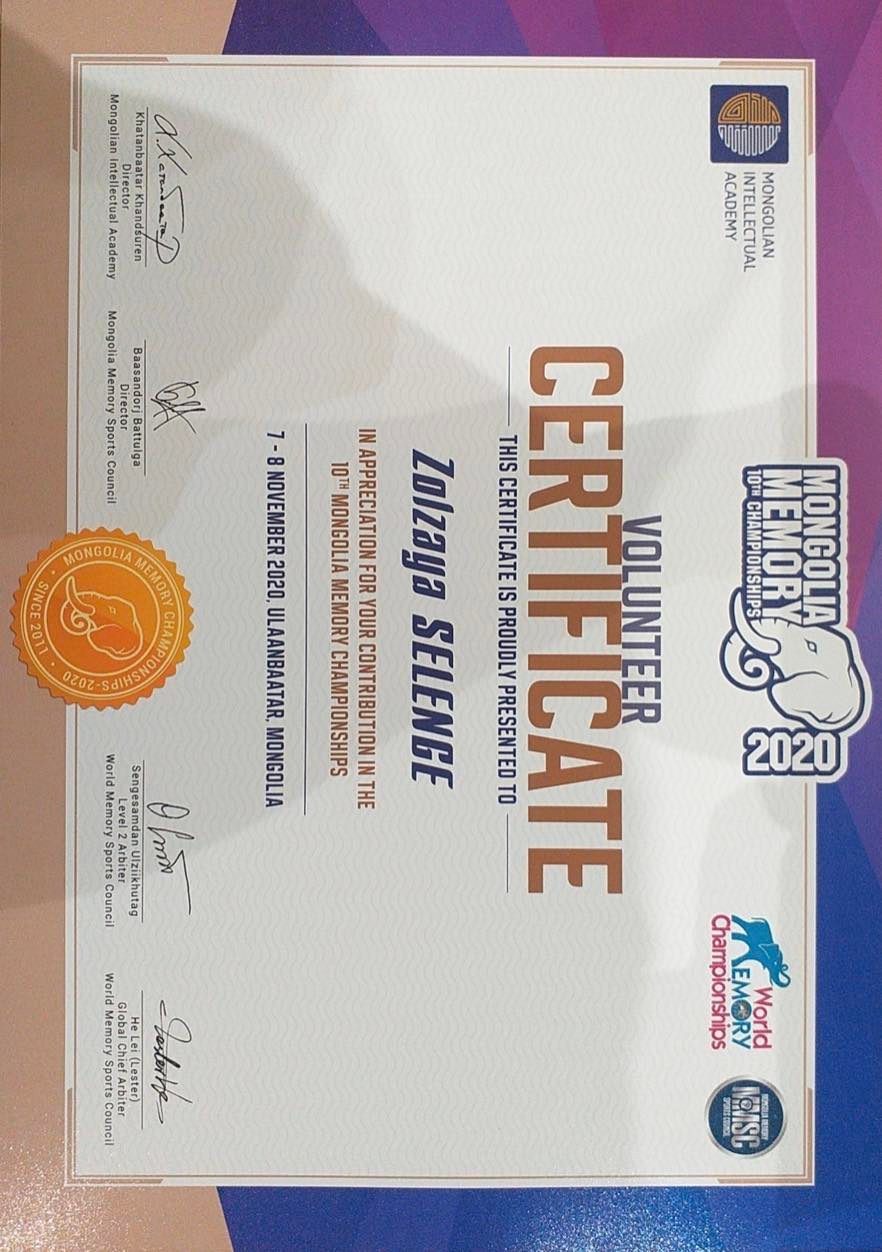 MONGOLIAN
INTELLECTUAL
ACADEMY
MONGOLIA
MEMORY
10TH CHAMPIONSHIPS
2020
World
MEMORY
Championships
MONGOLIA MEMORY
MMSC
SPORTS COUNCIL
VOLUNTEER
CERTIFICATE
THIS CERTIFICATE IS PROUDLY PRESENTED TO
Zolzaya SELENGE
IN APPRECIATION FOR YOUR CONTRIBUTION IN THE
10TH MONGOLIA MEMORY CHAMPIONSHIPS
7 - 8 NOVEMBER 2020, ULAANBAATAR, MONGOLIA
Khatanbaatar Khandsuren
Director
Mongolian Intellectual Academy
Baasandorj Battulga
Director
Mongolia Memory Sports Council
MONGOLIA MEMORY CHAMPIONSHIPS-2020
SINCE 2011
Sengesamdan Ulziikhutag
Level 2 Arbiter
World Memory Sports Council
He Lei (Lester)
Global Chief Arbiter
World Memory Sports Council